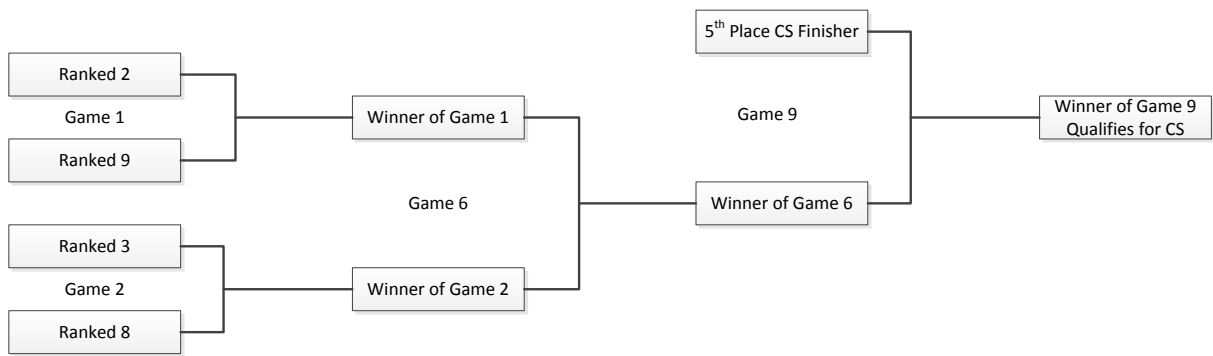 5th Place CS Finisher
Ranked 2
Game 1
Ranked 9
Winner of Game 1
Game 9
Winner of Game 9
Qualifies for CS
Game 6
Winner of Game 6
Ranked 3
Game 2
Ranked 8
Winner of Game 2